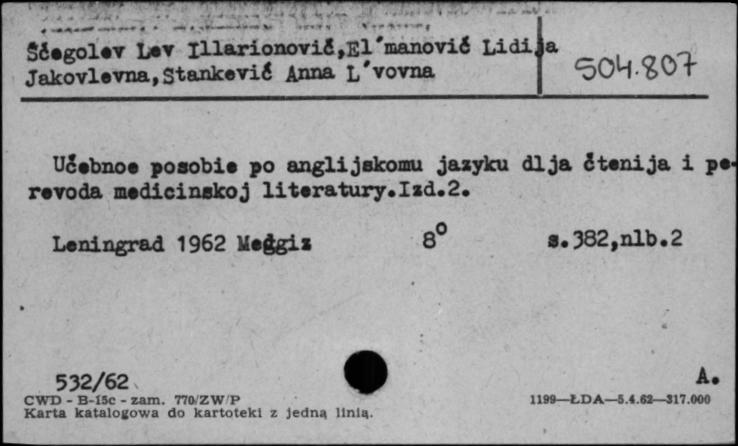 Ščegolev Lev Illarionovič,El'manovič Lidija
Jakovlevna,Stankevič Anna L'vovna
504.807
Učebnoe posobie po anglijskomu jazyku dlja čtenija i pe-
revoda medicinskoj literatury.Izd.2.
Leningrad 1962 Medgiz 8° s.382,nlb.2
532/62 A.
CWD - B-15c - zam. 770/ZW/P 1199—ŁDA—5.4.62—317.000
Karta katalogowa do kartoteki z jedną linią.